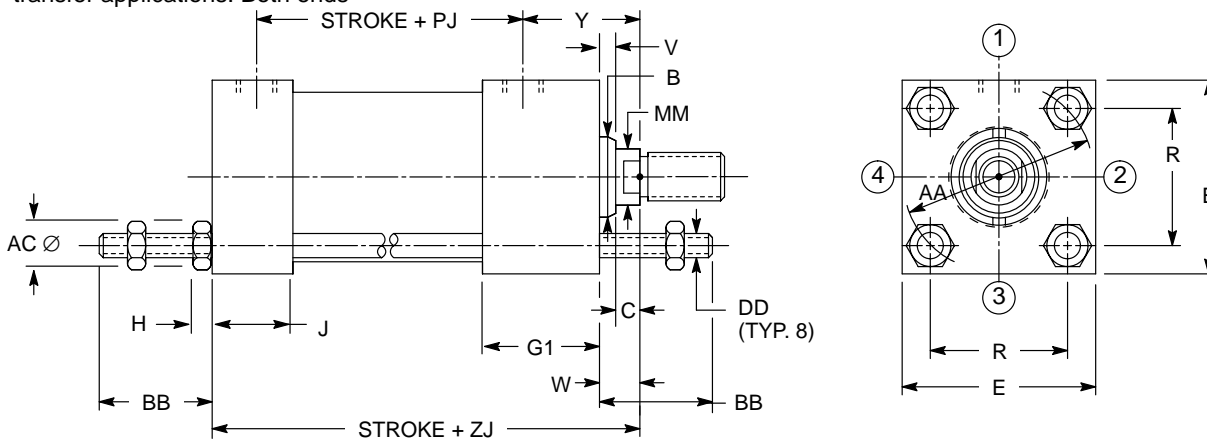 transfer applications. Both ends
STROKE + PJ
Y
V
B
MM
AC Ø
H
J
C
G1
DD
(TYP. 8)
W
BB
BB
STROKE + ZJ
1
4
2
AA
R
3
R
E